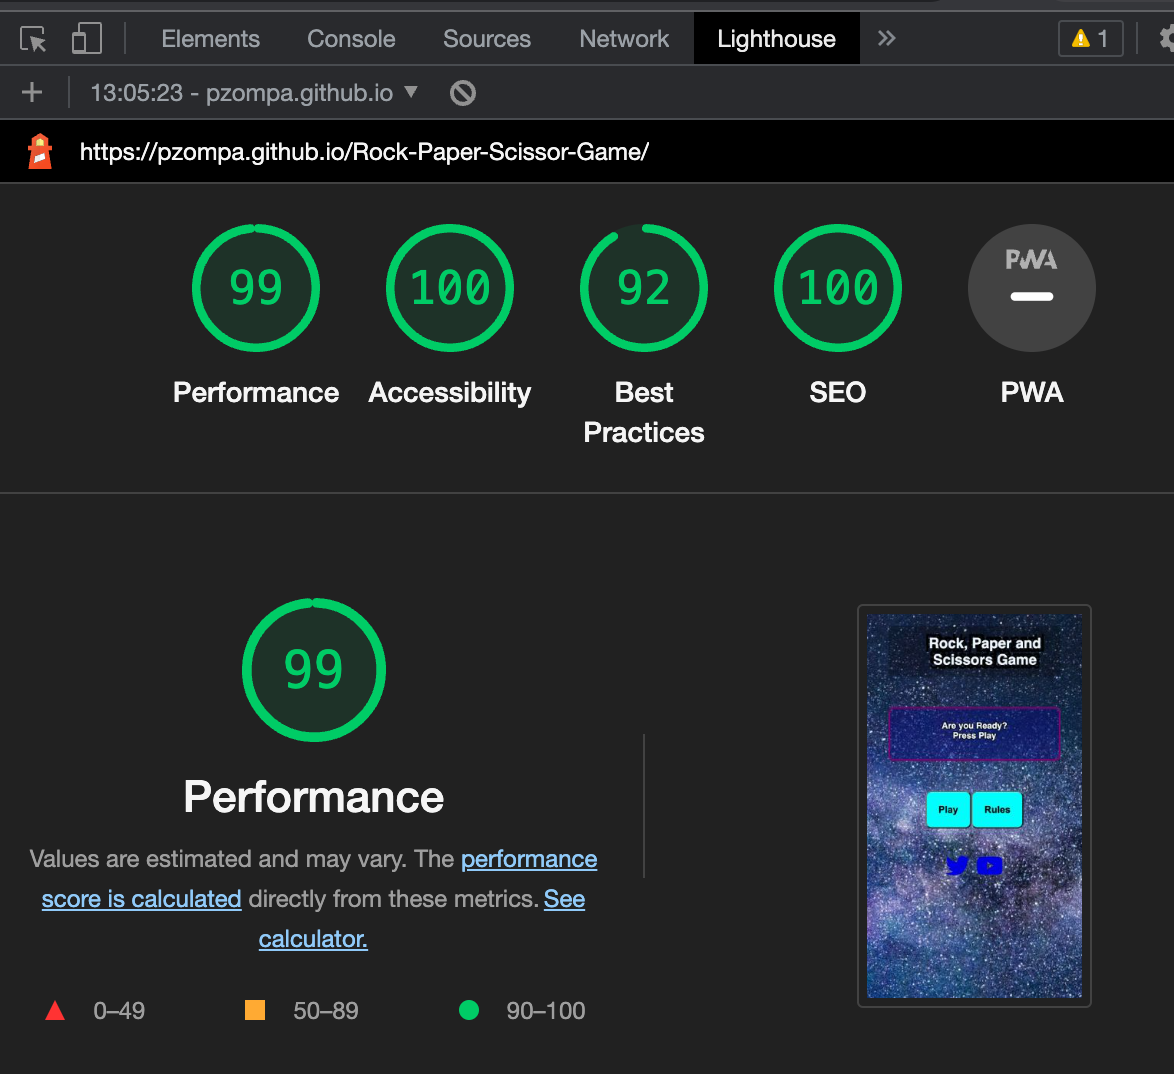 Elements Console Sources Network Lighthouse 1
13:05:23 - pzompa.github.io
https://pzompa.github.io/Rock-Paper-Scissor-Game/
99 100 92 100 PWA
Performance Accessibility Best Practices SEO PWA
99
Performance
Values are estimated and may vary. The performance
score is calculated directly from these metrics. See
calculator.
0–49 50–89 90–100
Rock, Paper and
Scissors Game
Are you Ready?
Press Play
Play Rules